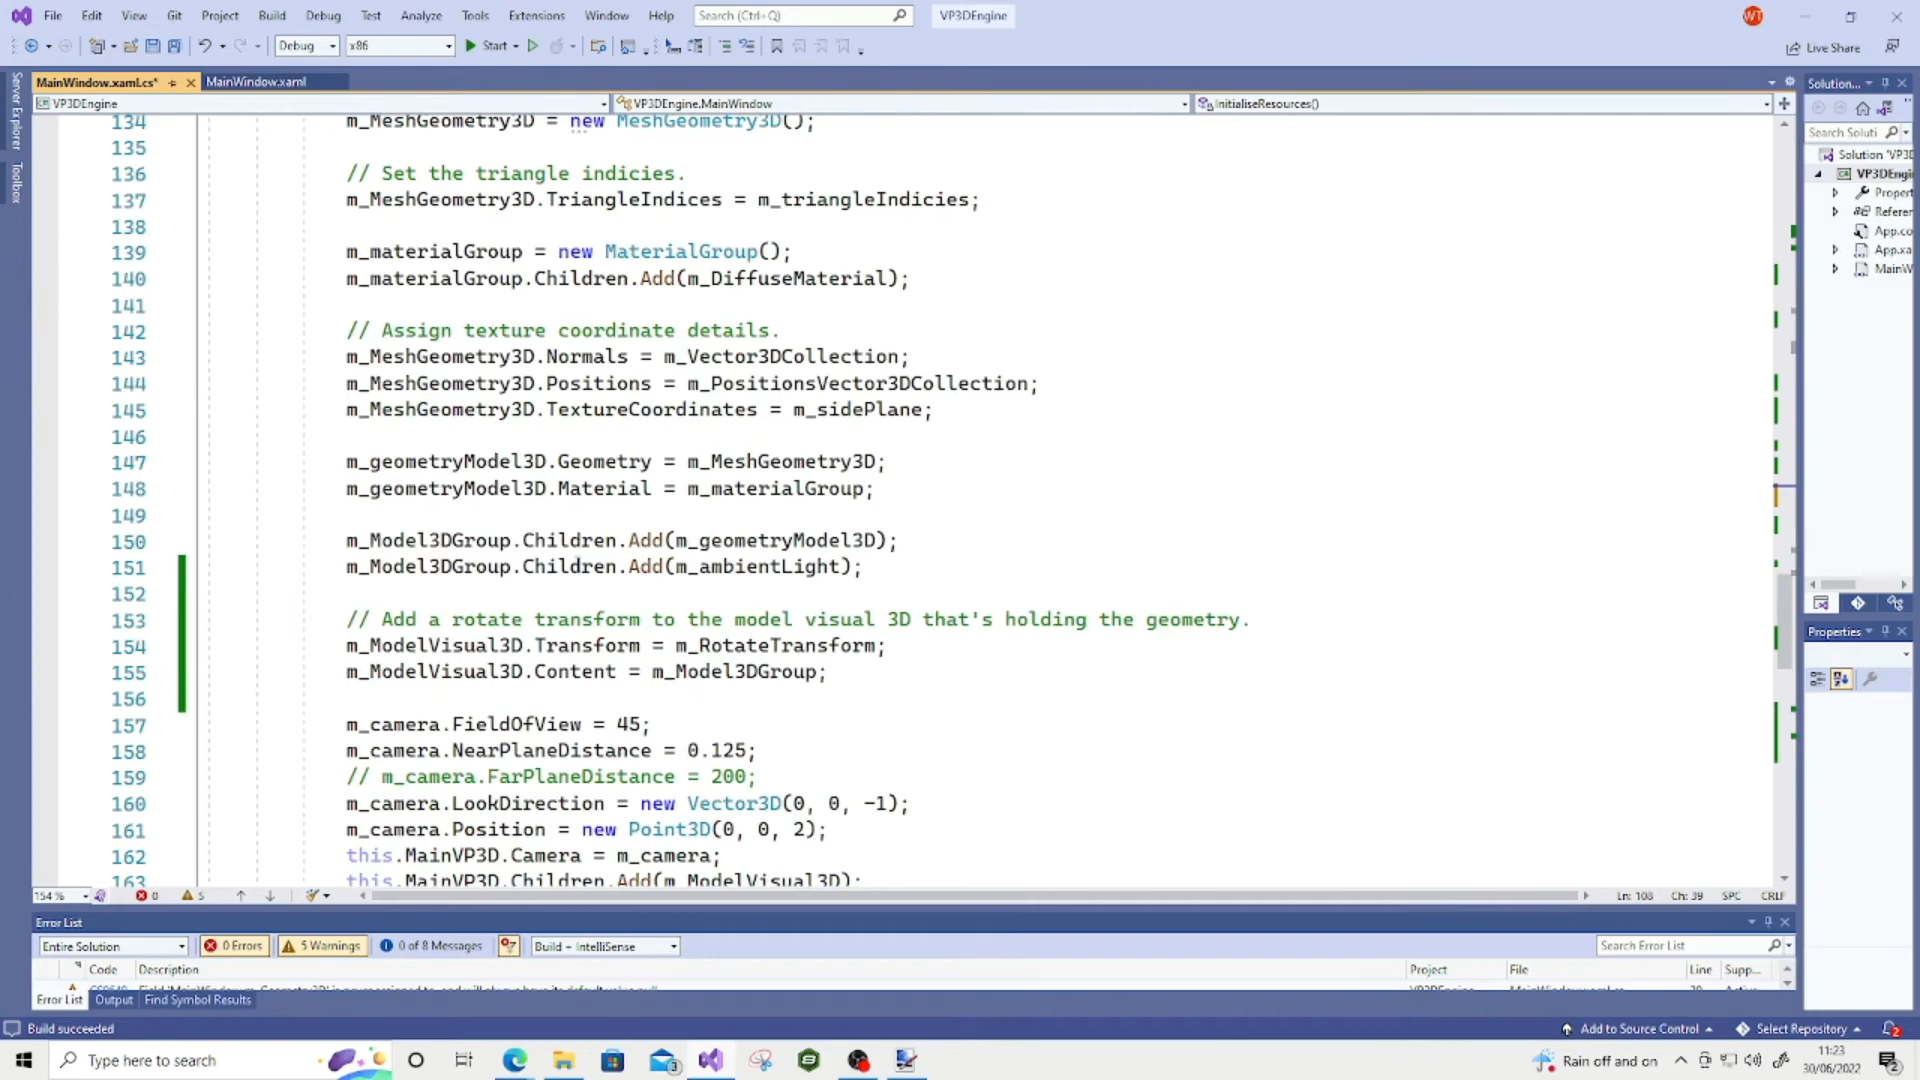 File Edit View Git Project Build Debug Test Analyze Tools Extensions Window Help Search (Ctrl+Q) VP3DEngine WT
Debug x86 Start Live Share
Server Explorer
Toolbox
MainWindow.xaml.cs* MainWindow.xaml
VP3DEngine VP3DEngine.MainWindow InitialiseResources()
134 m_MeshGeometry3D = new MeshGeometry3D();
135
136 // Set the triangle indicies.
137 m_MeshGeometry3D.TriangleIndices = m_triangleIndicies;
138
139 m_materialGroup = new MaterialGroup();
140 m_materialGroup.Children.Add(m_DiffuseMaterial);
141
142 // Assign texture coordinate details.
143 m_MeshGeometry3D.Normals = m_Vector3DCollection;
144 m_MeshGeometry3D.Positions = m_PositionsVector3DCollection;
145 m_MeshGeometry3D.TextureCoordinates = m_sidePlane;
146
147 m_geometryModel3D.Geometry = m_MeshGeometry3D;
148 m_geometryModel3D.Material = m_materialGroup;
149
150 m_Model3DGroup.Children.Add(m_geometryModel3D);
151 m_Model3DGroup.Children.Add(m_ambientLight);
152
153 // Add a rotate transform to the model visual 3D that's holding the geometry.
154 m_ModelVisual3D.Transform = m_RotateTransform;
155 m_ModelVisual3D.Content = m_Model3DGroup;
156
157 m_camera.FieldOfView = 45;
158 m_camera.NearPlaneDistance = 0.125;
159 // m_camera.FarPlaneDistance = 200;
160 m_camera.LookDirection = new Vector3D(0, 0, -1);
161 m_camera.Position = new Point3D(0, 0, 2);
162 this.MainVP3D.Camera = m_camera;
163 this.MainVP3D.Children.Add(m_ModelVisual3D);
154 % 0 5 Ln: 108 Ch: 39 SPC CRLF
Solution...
Search Soluti
Solution 'VP3D
VP3DEngi
Propert
Referen
App.co
App.xa
MainW
Properties
Error List
Entire Solution 0 Errors 5 Warnings 0 of 8 Messages Build + IntelliSense Search Error List
Code Description Project File Line Supp...
Error List Output Find Symbol Results
Build succeeded Add to Source Control Select Repository 2
Type here to search 3 Rain off and on 11:23
30/06/2022 2